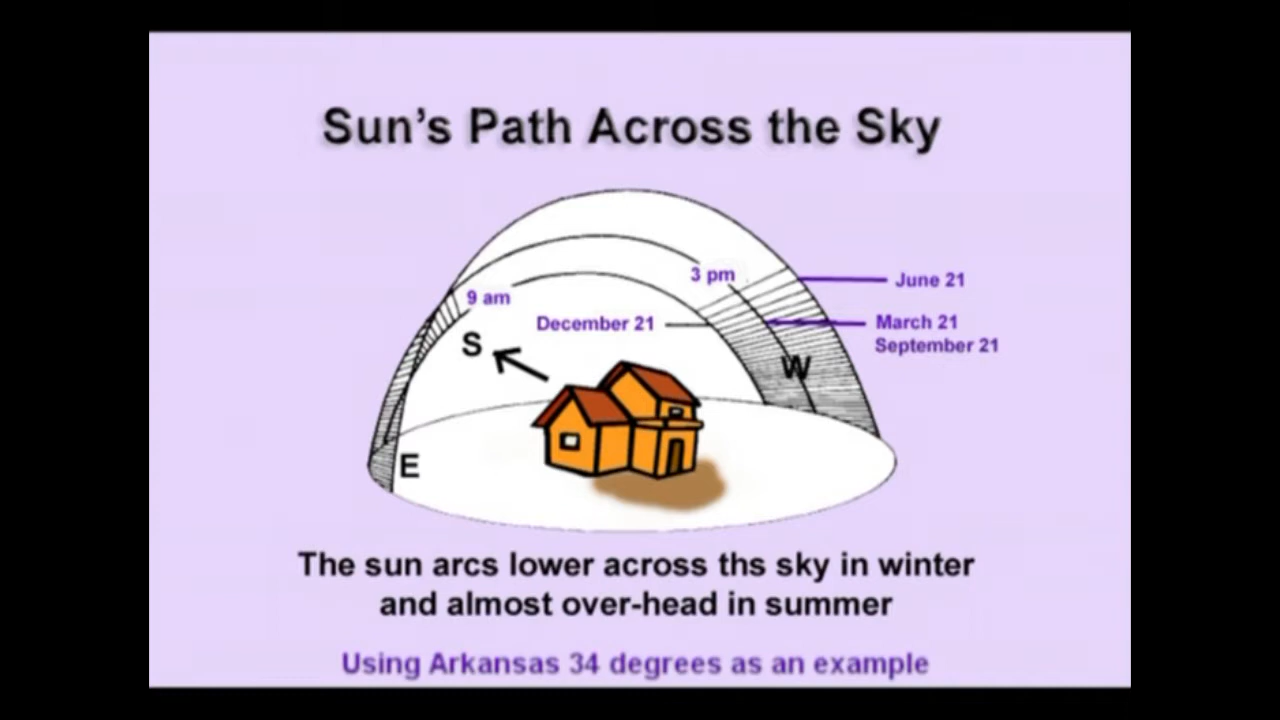 Sun's Path Across the Sky
3 pm
June 21
9 am
December 21
March 21
September 21
S
W
E
The sun arcs lower across ths sky in winter
and almost over-head in summer
Using Arkansas 34 degrees as an example